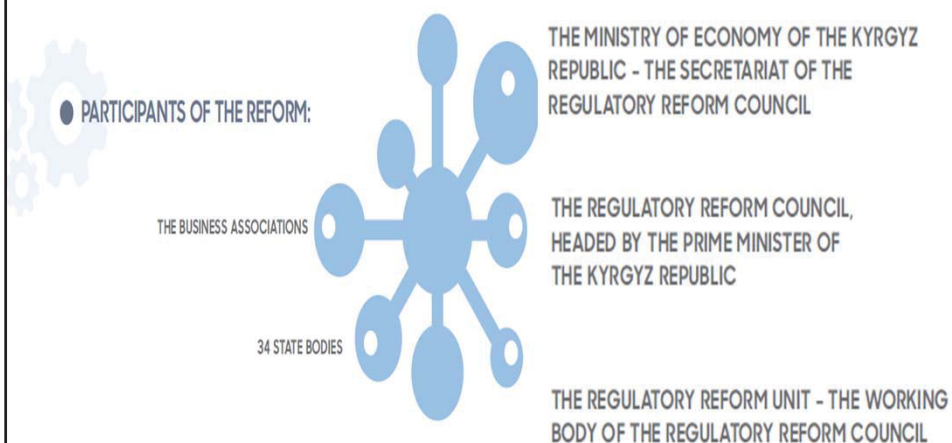 ● PARTICIPANTS OF THE REFORM:
THE BUSINESS ASSOCIATIONS
34 STATE BODIES
THE MINISTRY OF ECONOMY OF THE KYRGYZ
REPUBLIC – THE SECRETARIAT OF THE
REGULATORY REFORM COUNCIL
THE REGULATORY REFORM COUNCIL,
HEADED BY THE PRIME MINISTER OF
THE KYRGYZ REPUBLIC
THE REGULATORY REFORM UNIT – THE WORKING
BODY OF THE REGULATORY REFORM COUNCIL